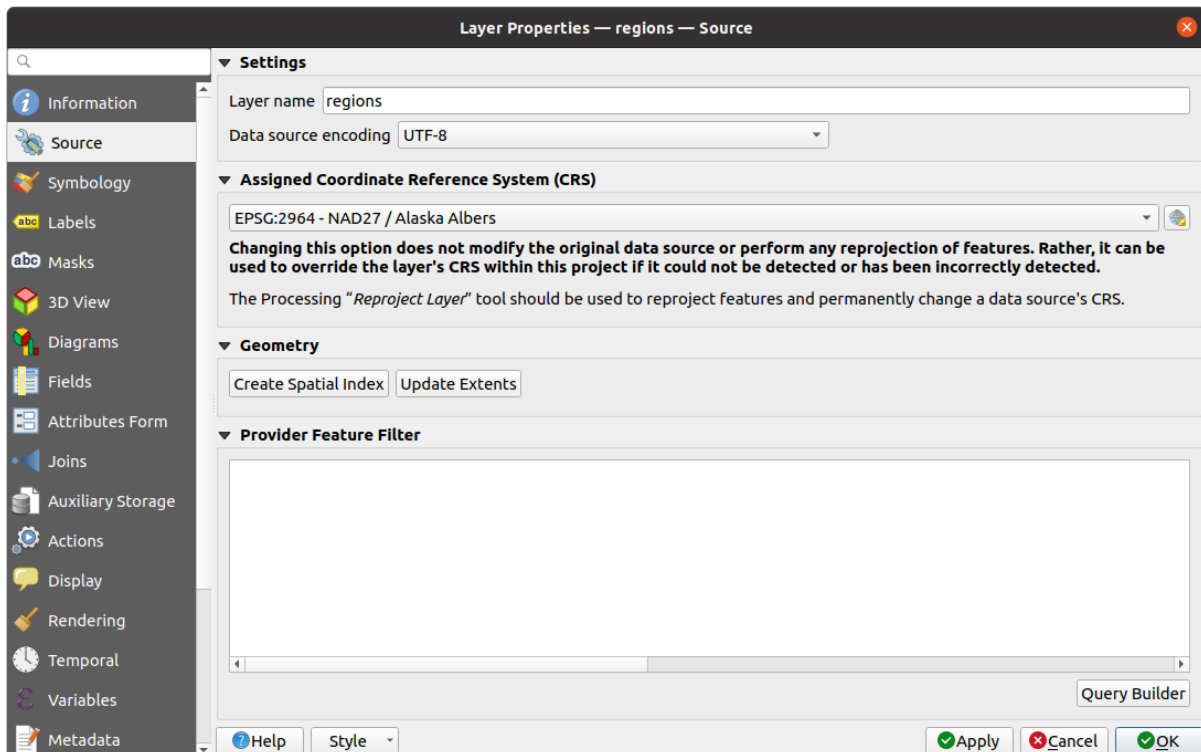 Layer Properties — regions — Source
Information
Source
Symbology
abc Labels
abc Masks
3D View
Diagrams
Fields
Attributes Form
Joins
Auxiliary Storage
Actions
Display
Rendering
Temporal
Variables
Metadata
Settings
Layer name regions
Data source encoding UTF-8
Assigned Coordinate Reference System (CRS)
EPSG:2964 - NAD27 / Alaska Albers
Changing this option does not modify the original data source or perform any reprojection of features. Rather, it can be
used to override the layer's CRS within this project if it could not be detected or has been incorrectly detected.
The Processing “Reproject Layer” tool should be used to reproject features and permanently change a data source's CRS.
Geometry
Create Spatial Index Update Extents
Provider Feature Filter
Query Builder
Help Style Apply Cancel OK